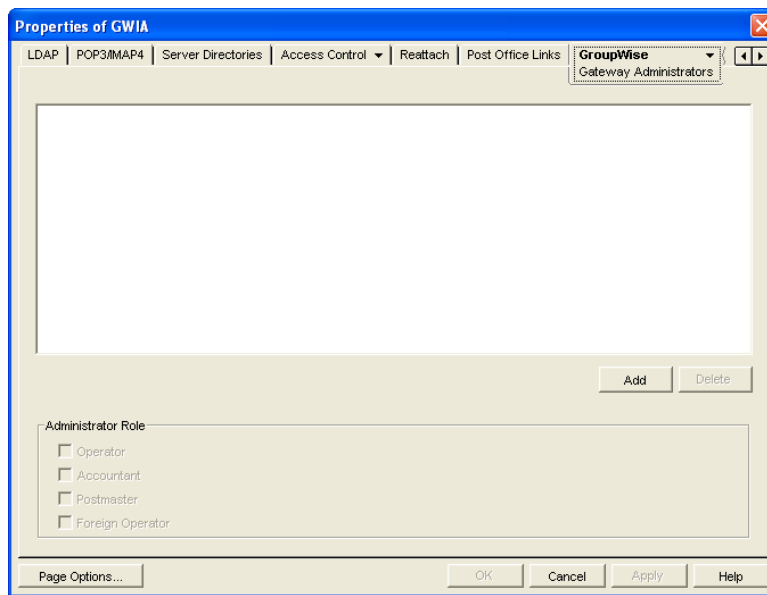 Properties of GWIA
LDAP POP3/IMAP4 Server Directories Access Control Reattach Post Office Links GroupWise
Gateway Administrators
Add Delete
Administrator Role
Operator
Accountant
Postmaster
Foreign Operator
Page Options... OK Cancel Apply Help